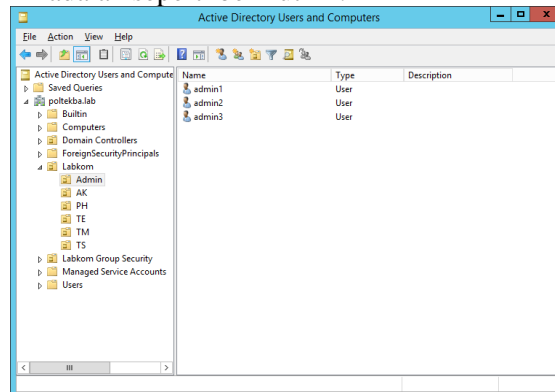 Active Directory Users and Computers
File Action View Help
Active Directory Users and Compute
Name Type Description
Saved Queries
admin1 User
poltekba.lab
admin2 User
Builtin
admin3 User
Computers
Domain Controllers
ForeignSecurityPrincipals
Labkom
Admin
AK
PH
TE
TM
TS
Labkom Group Security
Managed Service Accounts
Users